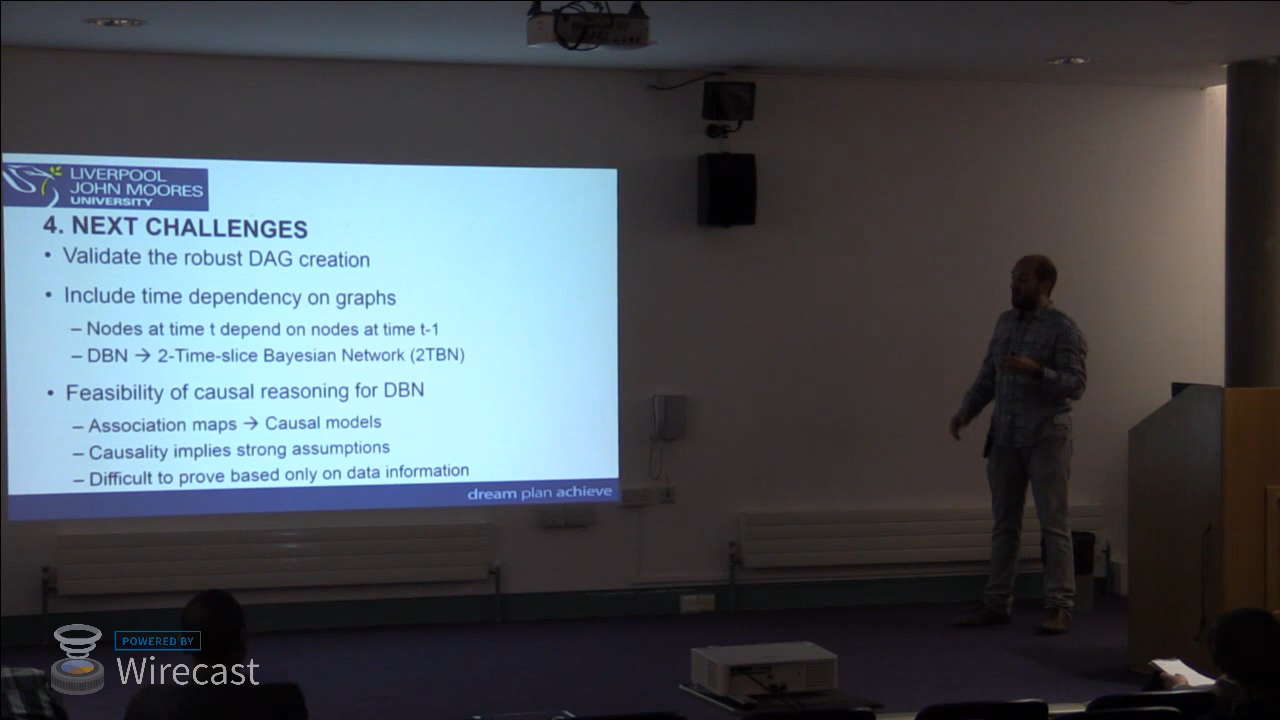 LIVERPOOL
JOHN MOORES
UNIVERSITY
4. NEXT CHALLENGES
• Validate the robust DAG creation
• Include time dependency on graphs
– Nodes at time t depend on nodes at time t-1
– DBN → 2-Time-slice Bayesian Network (2TBN)
• Feasibility of causal reasoning for DBN
– Association maps → Causal models
– Causality implies strong assumptions
– Difficult to prove based only on data information
dream plan achieve
POWERED BY
Wirecast